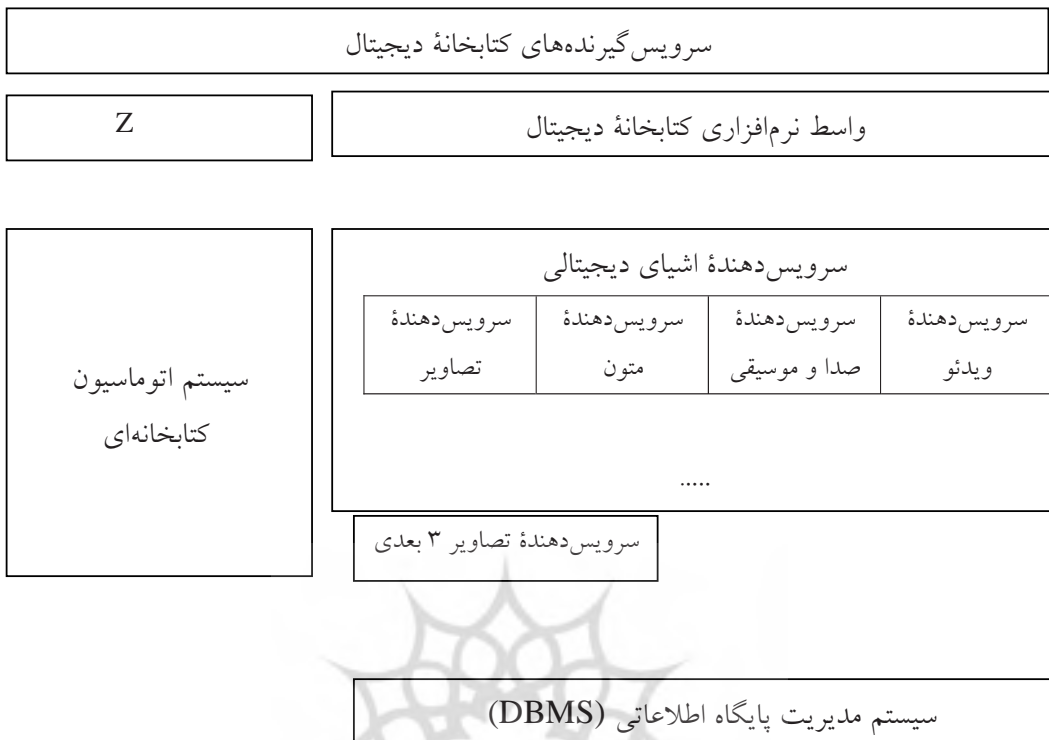 سرویس‌گیرنده‌های کتابخانهٔ دیجیتال
واسط نرم‌افزاری کتابخانهٔ دیجیتال
Z
سرویس‌دهندهٔ اشیای دیجیتالی
سرویس‌دهندهٔ ویدئو
سرویس‌دهندهٔ صدا و موسیقی
سرویس‌دهندهٔ متون
سرویس‌دهندهٔ تصاویر
.....
سرویس‌دهندهٔ تصاویر ۳ بعدی
سیستم اتوماسیون
کتابخانه‌ای
سیستم مدیریت پایگاه اطلاعاتی (DBMS)